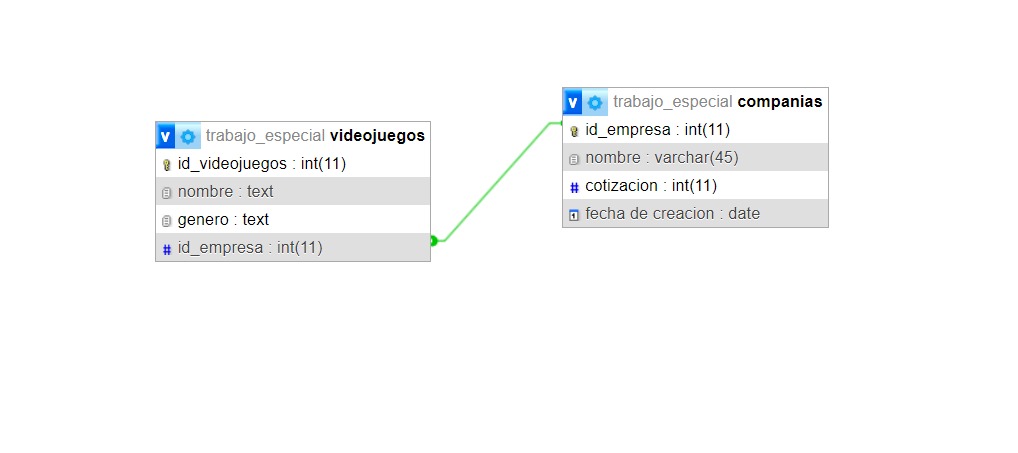 v trabajo_especial videojuegos
id_videojuegos : int(11)
nombre : text
genero : text
# id_empresa : int(11)
v trabajo_especial companias
id_empresa : int(11)
nombre : varchar(45)
# cotizacion : int(11)
1 fecha de creacion : date